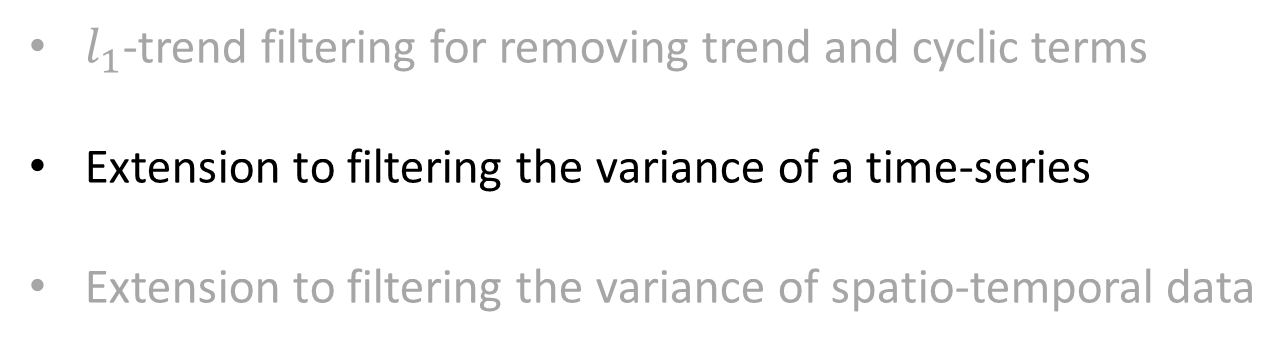 • l₁-trend filtering for removing trend and cyclic terms
• Extension to filtering the variance of a time-series
• Extension to filtering the variance of spatio-temporal data